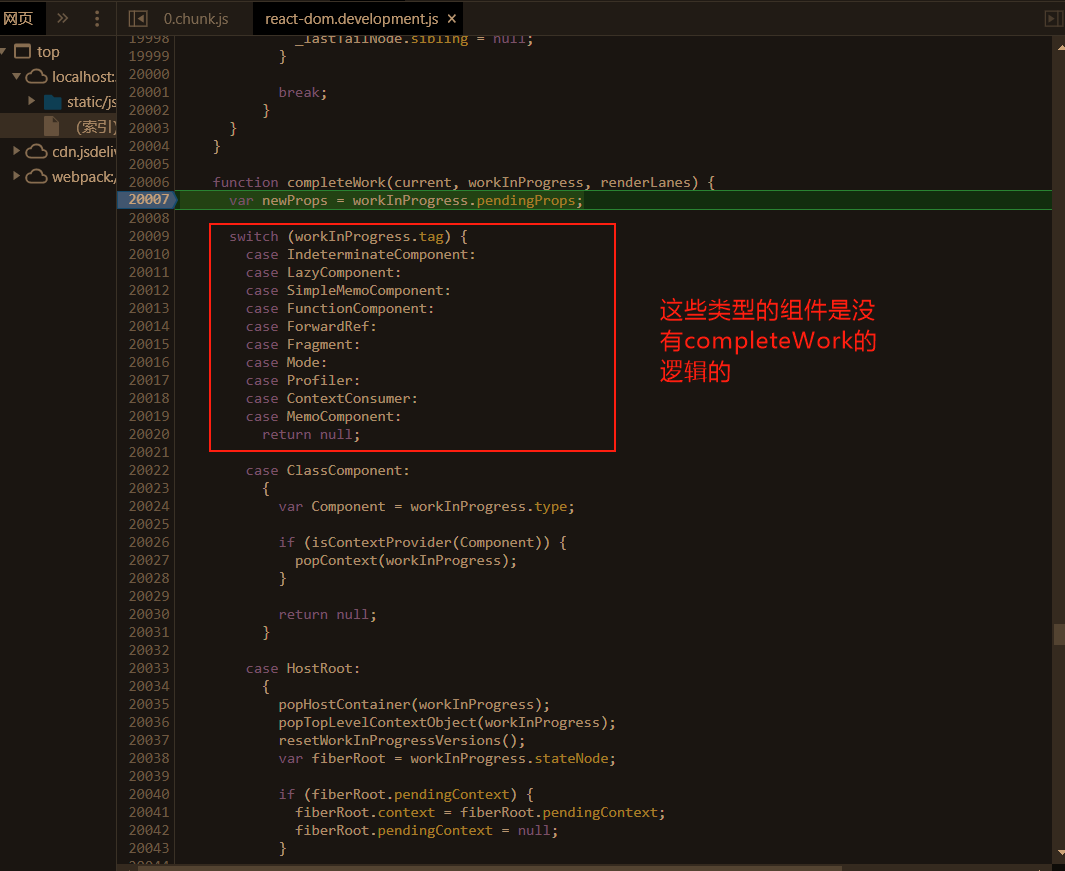 网页
0.chunk.js
react-dom.development.js ×
top
localhost:
static/js
(索引)
cdn.jsdeliv
webpack:/
19998 _lastTailNode.sibling = null;
19999 }
20000
20001 break;
20002 }
20003 }
20004 }
20005
20006 function completeWork(current, workInProgress, renderLanes) {
20007 var newProps = workInProgress.pendingProps;
20008
20009 switch (workInProgress.tag) {
20010 case IndeterminateComponent:
20011 case LazyComponent:
20012 case SimpleMemoComponent:
20013 case FunctionComponent:
20014 case ForwardRef:
20015 case Fragment:
20016 case Mode:
20017 case Profiler:
20018 case ContextConsumer:
20019 case MemoComponent:
20020 return null;
20021
20022 case ClassComponent:
20023 {
20024 var Component = workInProgress.type;
20025
20026 if (isContextProvider(Component)) {
20027 popContext(workInProgress);
20028 }
20029
20030 return null;
20031 }
20032
20033 case HostRoot:
20034 {
20035 popHostContainer(workInProgress);
20036 popTopLevelContextObject(workInProgress);
20037 resetWorkInProgressVersions();
20038 var fiberRoot = workInProgress.stateNode;
20039
20040 if (fiberRoot.pendingContext) {
20041 fiberRoot.context = fiberRoot.pendingContext;
20042 fiberRoot.pendingContext = null;
20043 }
这些类型的组件是没
有completeWork的
逻辑的